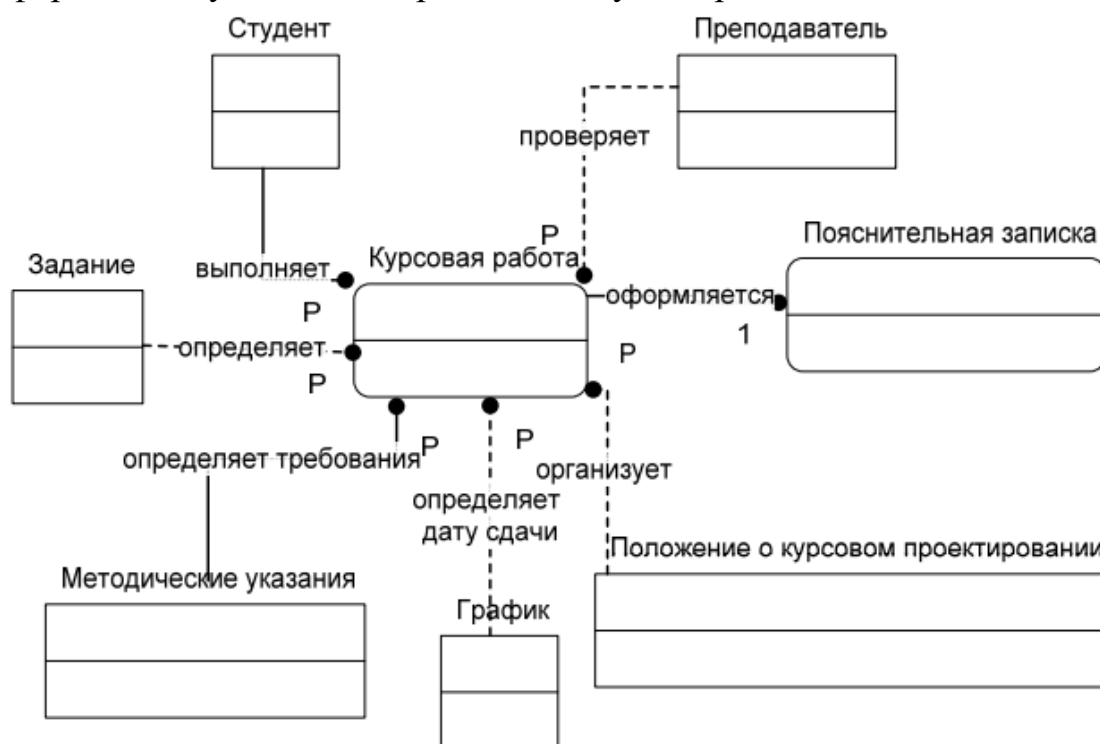 Студент
Преподаватель
проверяет
Р
Пояснительная записка
Задание
Курсовая работа
выполняет
оформляется
Р
1
определяет
Р
Р
определяет требования
Р
Р
организует
определяет
дату сдачи
Положение о курсовом проектировании
Методические указания
График